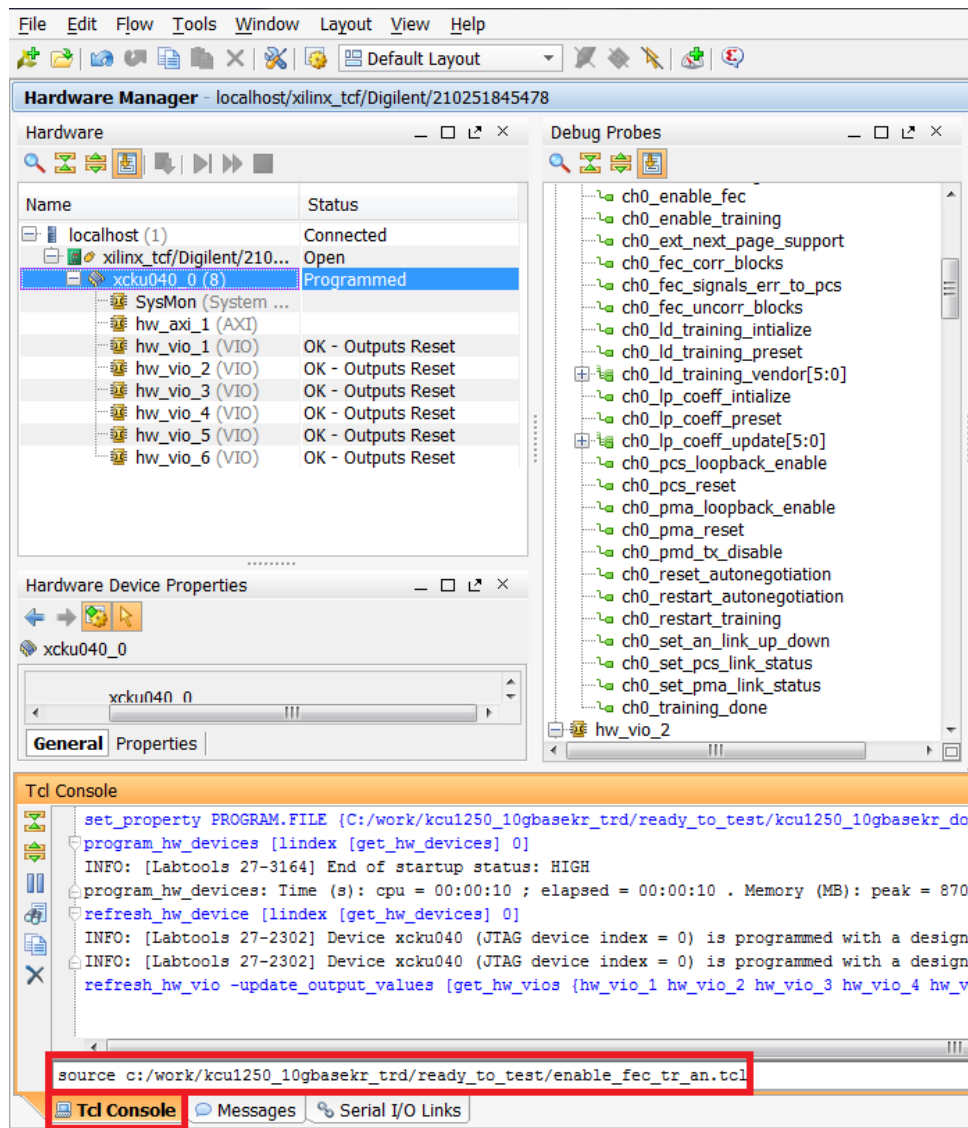 File Edit Flow Tools Window Layout View Help
Default Layout
Hardware Manager - localhost/xilinx_tcf/Digilent/210251845478
Hardware
Name Status
localhost (1) Connected
xilinx_tcf/Digilent/210... Open
xcku040_0 (8) Programmed
SysMon (System ...
hw_axi_1 (AXI)
hw_vio_1 (VIO) OK - Outputs Reset
hw_vio_2 (VIO) OK - Outputs Reset
hw_vio_3 (VIO) OK - Outputs Reset
hw_vio_4 (VIO) OK - Outputs Reset
hw_vio_5 (VIO) OK - Outputs Reset
hw_vio_6 (VIO) OK - Outputs Reset
Debug Probes
ch0_enable_fec
ch0_enable_training
ch0_ext_next_page_support
ch0_fec_corr_blocks
ch0_fec_signals_err_to_pcs
ch0_fec_uncorr_blocks
ch0_ld_training_intialize
ch0_ld_training_preset
ch0_ld_training_vendor[5:0]
ch0_lp_coeff_intialize
ch0_lp_coeff_preset
ch0_lp_coeff_update[5:0]
ch0_pcs_loopback_enable
ch0_pcs_reset
ch0_pma_loopback_enable
ch0_pma_reset
ch0_pmd_tx_disable
ch0_reset_autonegotiation
ch0_restart_autonegotiation
ch0_restart_training
ch0_set_an_link_up_down
ch0_set_pcs_link_status
ch0_set_pma_link_status
ch0_training_done
hw_vio_2
Hardware Device Properties
xcku040_0
xcku040_0
General Properties
Tcl Console
set_property PROGRAM.FILE {C:/work/kcu1250_10gbasekr_trd/ready_to_test/kcu1250_10gbasekr_do
program_hw_devices [lindex [get_hw_devices] 0]
INFO: [Labtools 27-3164] End of startup status: HIGH
program_hw_devices: Time (s): cpu = 00:00:10 ; elapsed = 00:00:10 . Memory (MB): peak = 870
refresh_hw_device [lindex [get_hw_devices] 0]
INFO: [Labtools 27-2302] Device xcku040 (JTAG device index = 0) is programmed with a design
INFO: [Labtools 27-2302] Device xcku040 (JTAG device index = 0) is programmed with a design
refresh_hw_vio -update_output_values [get_hw_vios {hw_vio_1 hw_vio_2 hw_vio_3 hw_vio_4 hw_v
source c:/work/kcu1250_10gbasekr_trd/ready_to_test/enable_fec_tr_an.tcl
Tcl Console Messages Serial I/O Links